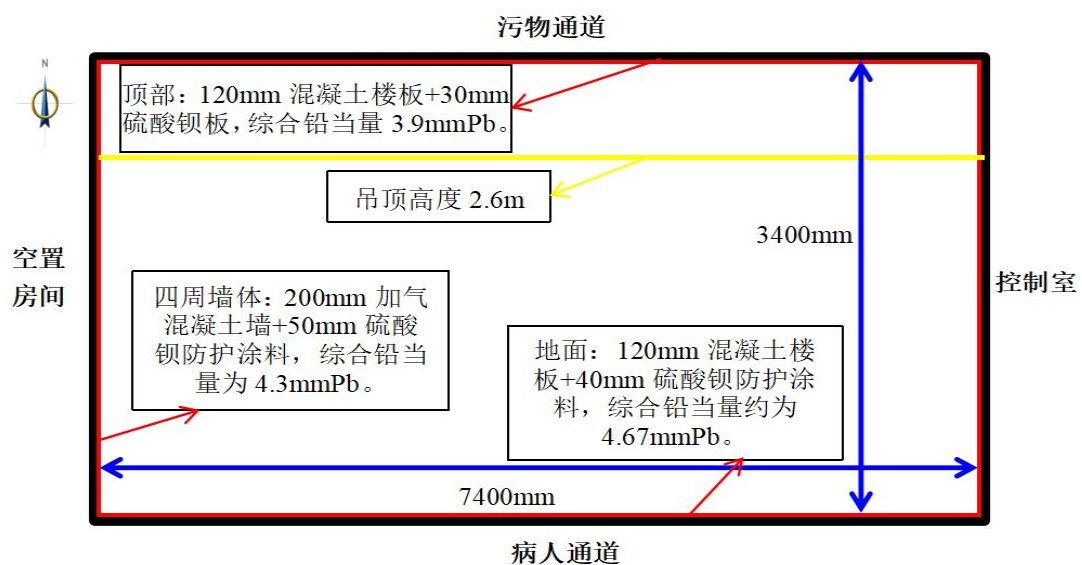 污物通道
N
顶部：120mm 混凝土楼板+30mm
硫酸钡板，综合铅当量 3.9mmPb。
吊顶高度 2.6m
3400mm
空置
房间
控制室
四周墙体：200mm 加气
混凝土墙+50mm 硫酸
钡防护涂料，综合铅当
量为 4.3mmPb。
地面：120mm 混凝土楼
板+40mm 硫酸钡防护涂
料，综合铅当量约为
4.67mmPb。
7400mm
病人通道